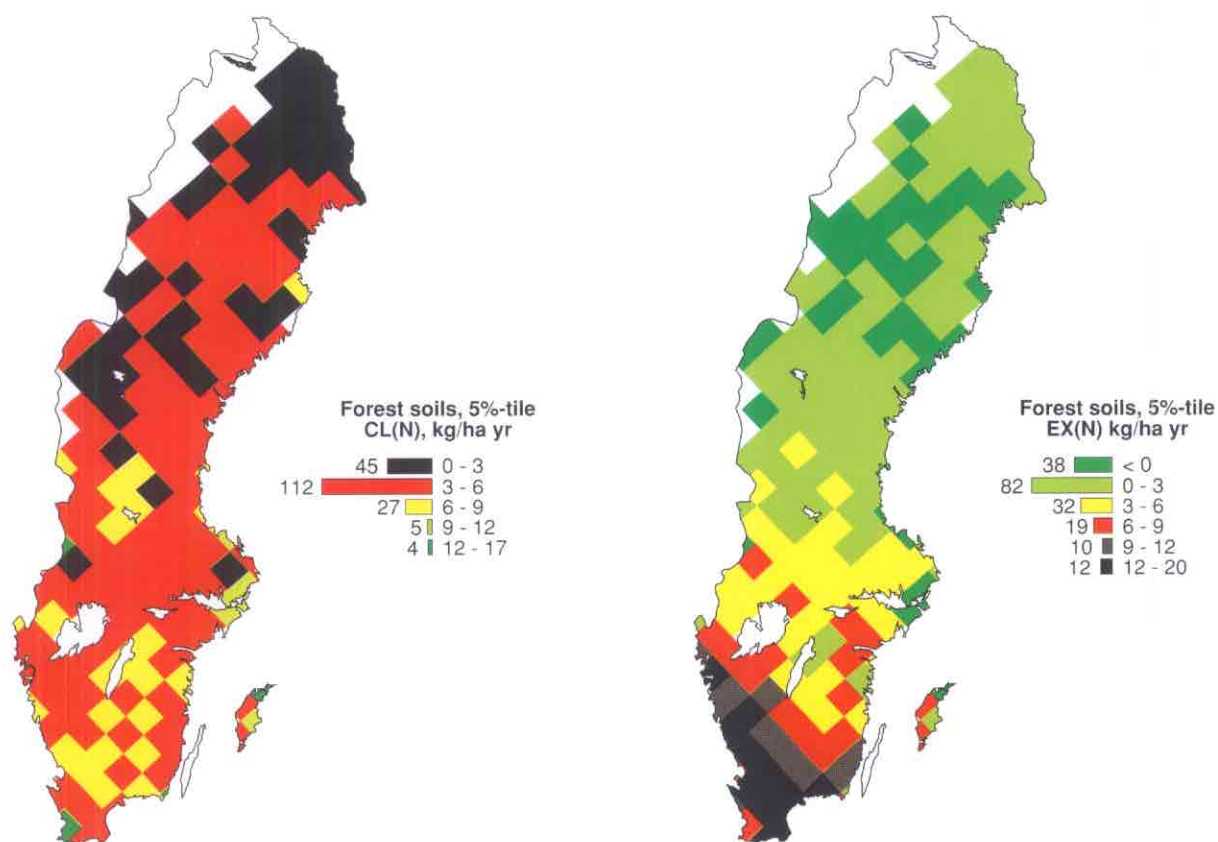 Forest soils, 5%-tile
CL(N), kg/ha yr
45 0 - 3
112 3 - 6
27 6 - 9
5 9 - 12
4 12 - 17
Forest soils, 5%-tile
EX(N) kg/ha yr
38 < 0
82 0 - 3
32 3 - 6
19 6 - 9
10 9 - 12
12 12 - 20